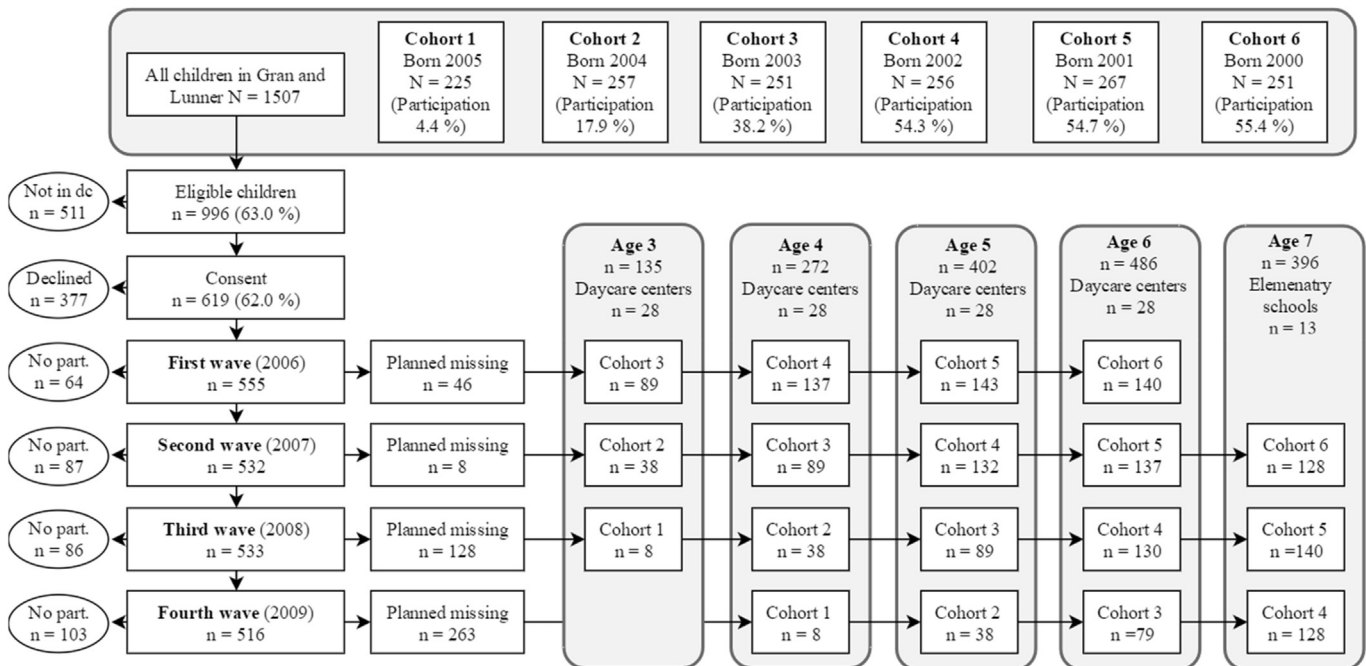 All children in Gran and
Lunner N = 1507
Cohort 1
Born 2005
N = 225
(Participation
4.4 %)
Cohort 2
Born 2004
N = 257
(Participation
17.9 %)
Cohort 3
Born 2003
N = 251
(Participation
38.2 %)
Cohort 4
Born 2002
N = 256
(Participation
54.3 %)
Cohort 5
Born 2001
N = 267
(Participation
54.7 %)
Cohort 6
Born 2000
N = 251
(Participation
55.4 %)
Not in dc
n = 511
Eligible children
n = 996 (63.0 %)
Declined
n = 377
Consent
n = 619 (62.0 %)
Age 3
n = 135
Daycare centers
n = 28
Age 4
n = 272
Daycare centers
n = 28
Age 5
n = 402
Daycare centers
n = 28
Age 6
n = 486
Daycare centers
n = 28
Age 7
n = 396
Elemenatry
schools
n = 13
No part.
n = 64
First wave (2006)
n = 555
Planned missing
n = 46
Cohort 3
n = 89
Cohort 4
n = 137
Cohort 5
n = 143
Cohort 6
n = 140
No part.
n = 87
Second wave (2007)
n = 532
Planned missing
n = 8
Cohort 2
n = 38
Cohort 3
n = 89
Cohort 4
n = 132
Cohort 5
n = 137
Cohort 6
n = 128
No part.
n = 86
Third wave (2008)
n = 533
Planned missing
n = 128
Cohort 1
n = 8
Cohort 2
n = 38
Cohort 3
n = 89
Cohort 4
n = 130
Cohort 5
n =140
No part.
n = 103
Fourth wave (2009)
n = 516
Planned missing
n = 263
Cohort 1
n = 8
Cohort 2
n = 38
Cohort 3
n =79
Cohort 4
n = 128